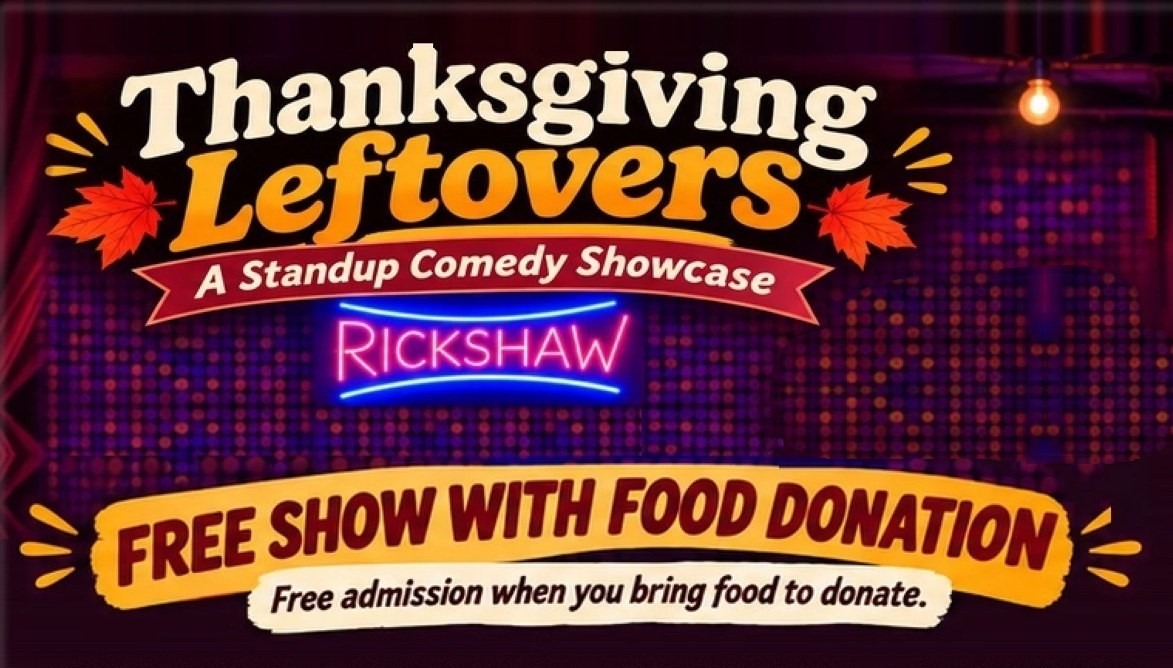 Thanksgiving
Leftovers
A Standup Comedy Showcase
RICKSHAW
FREE SHOW WITH FOOD DONATION
Free admission when you bring food to donate.